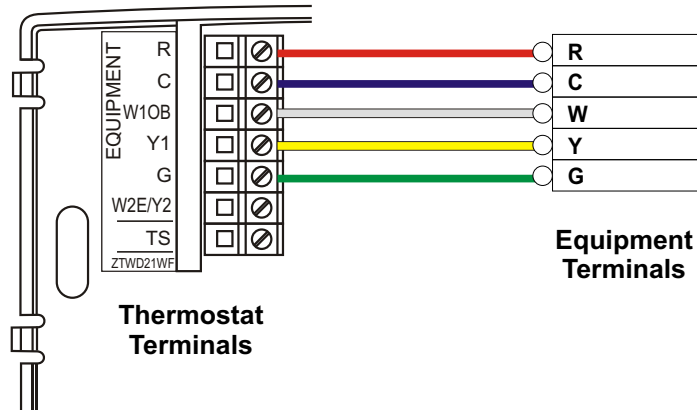 EQUIPMENT
R
C
W1OB
Y1
G
W2E/Y2
TS
ZTWD21WF
Thermostat
Terminals
R
C
W
Y
G
Equipment
Terminals